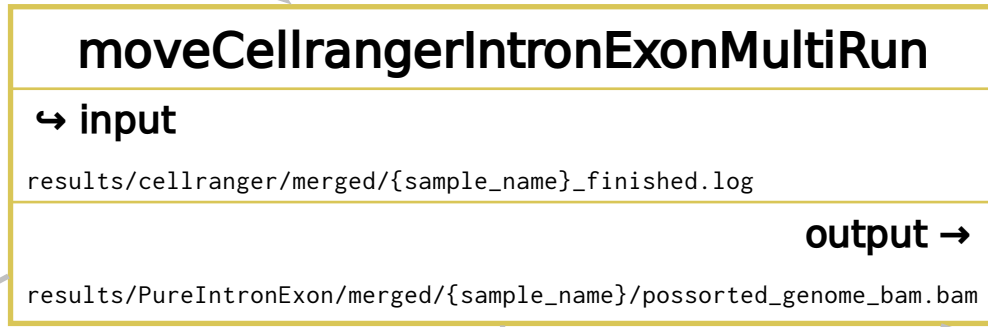 moveCellrangerIntronExonMultiRun
↪ input
results/cellranger/merged/{sample_name}_finished.log
output →
results/PureIntronExon/merged/{sample_name}/possorted_genome_bam.bam